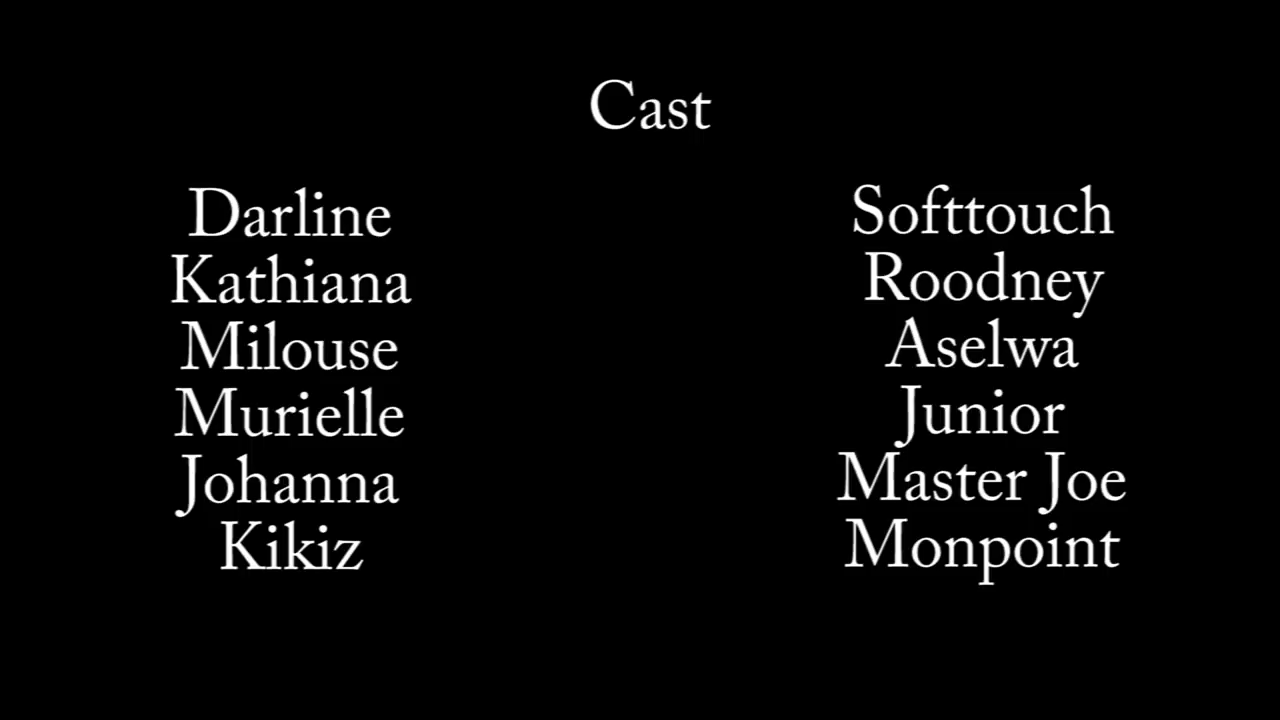 Cast
Darline
Kathiana
Milouse
Murielle
Johanna
Kikiz
Softtouch
Roodney
Aselwa
Junior
Master Joe
Monpoint